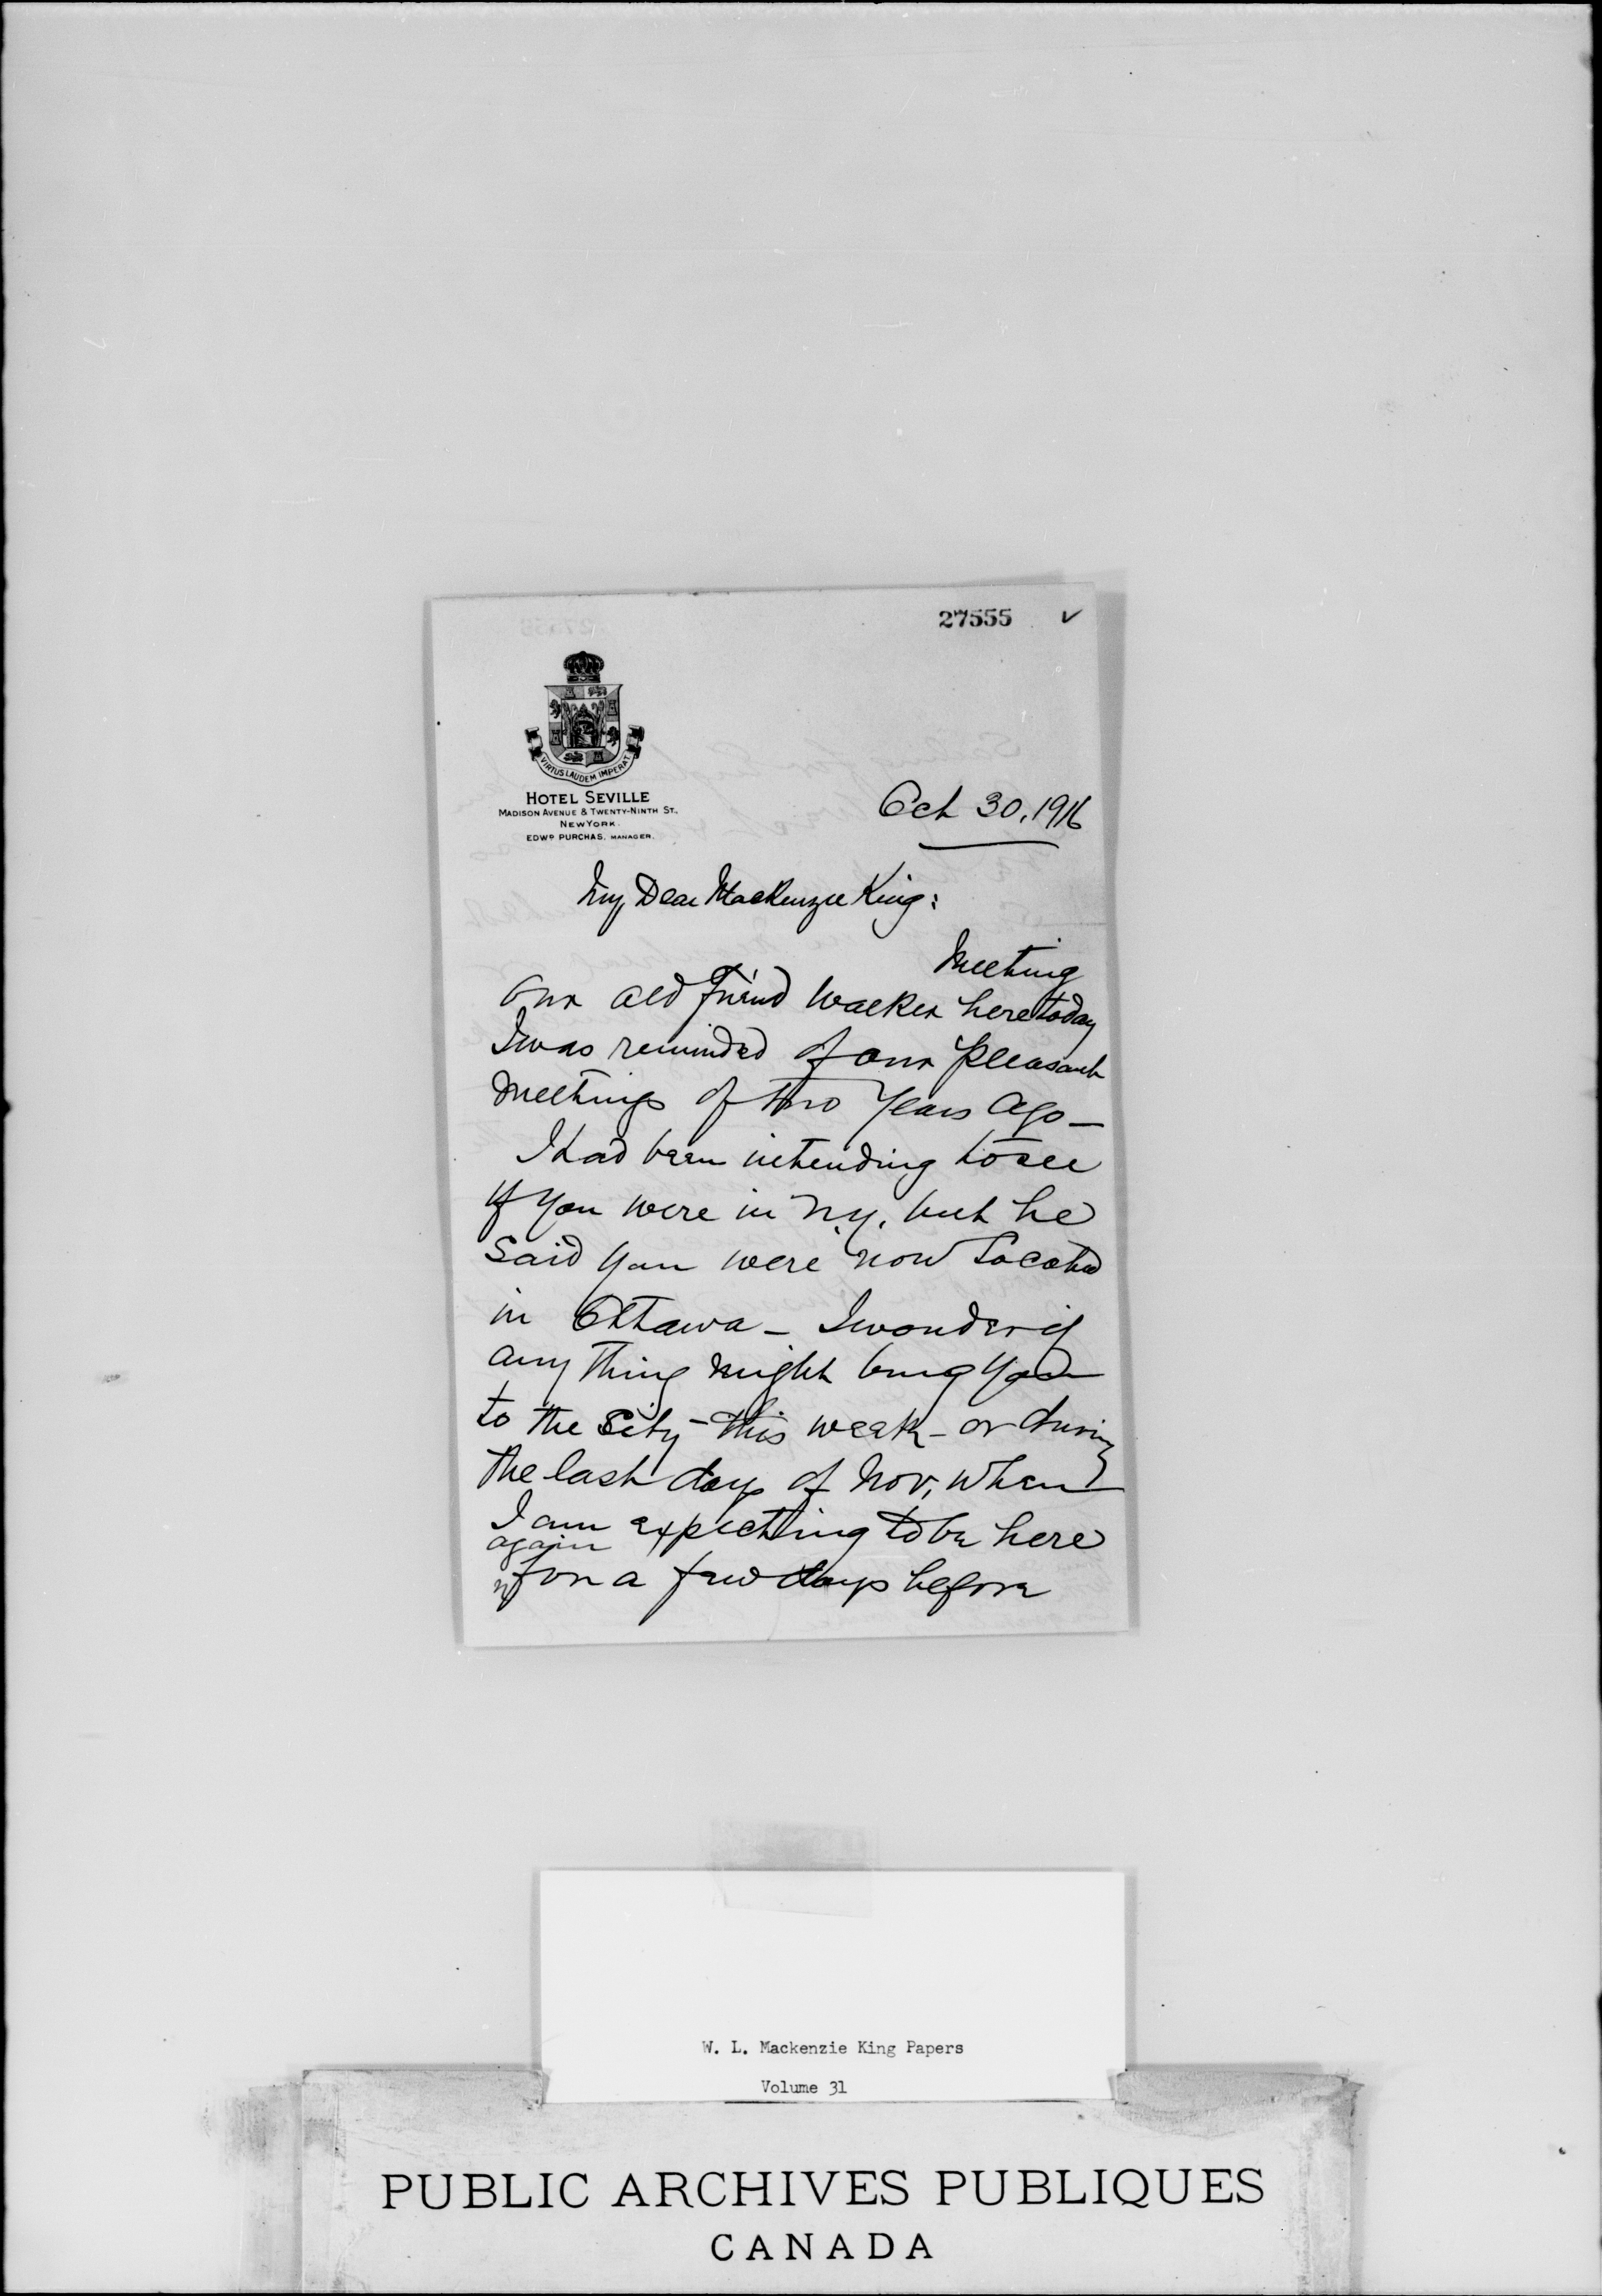 27555 ✓
VIRTUS LAUDEM IMPERAT
HOTEL SEVILLE
MADISON AVENUE & TWENTY-NINTH ST.,
NEW YORK.
EDWD PURCHAS, MANAGER.
Oct 30, 1916
My Dear Mackenzie King:
Meeting
our old friend Walker here today
I was reminded of our pleasant
meetings of two years ago —
I had been intending to see
if you were in N.Y. but he
said you were now located
in Ottawa — I wonder if
any thing might bring you
to the city — this week — or during
the last days of Nov, when
I am expecting to be here
again
for a few days before
W. L. Mackenzie King Papers
Volume 31
PUBLIC ARCHIVES PUBLIQUES
CANADA